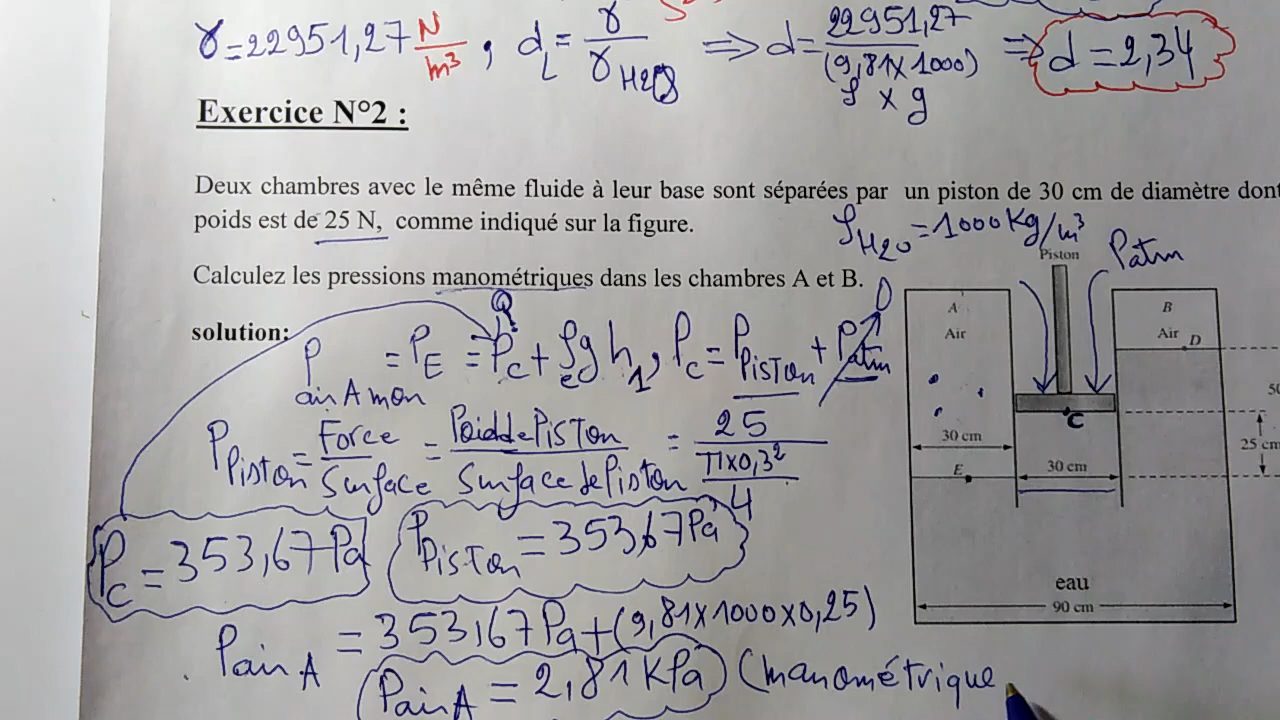 γ = 22951,27 N/m³ , d_L = γ/γ_H2O ⟹ d = 22951,27/(9,81×1000) ⟹ d = 2,34
ρ × g
Exercice N°2 :
Deux chambres avec le même fluide à leur base sont séparées par un piston de 30 cm de diamètre dont
poids est de 25 N, comme indiqué sur la figure.
ρ_H2O = 1000 Kg/m³
Calculez les pressions manométriques dans les chambres A et B.
solution:
P_air A mon = P_E = P_C + ρ_e g h_1 , P_C = P_PISTON + P_atm
0
P_Piston = Force/Surface = Poid de PISTON/Surface de Piston = 25/(π×0,3²/4)
P_C = 353,67 Pa
P_PISTON = 353,67 Pa
P_air A = 353,67 Pa + (9,81×1000×0,25)
P_air A = 2,81 KPa (manométrique
Piston
Patm
A
Air
B
Air
D
C
50
25 cm
30 cm
30 cm
E
eau
90 cm